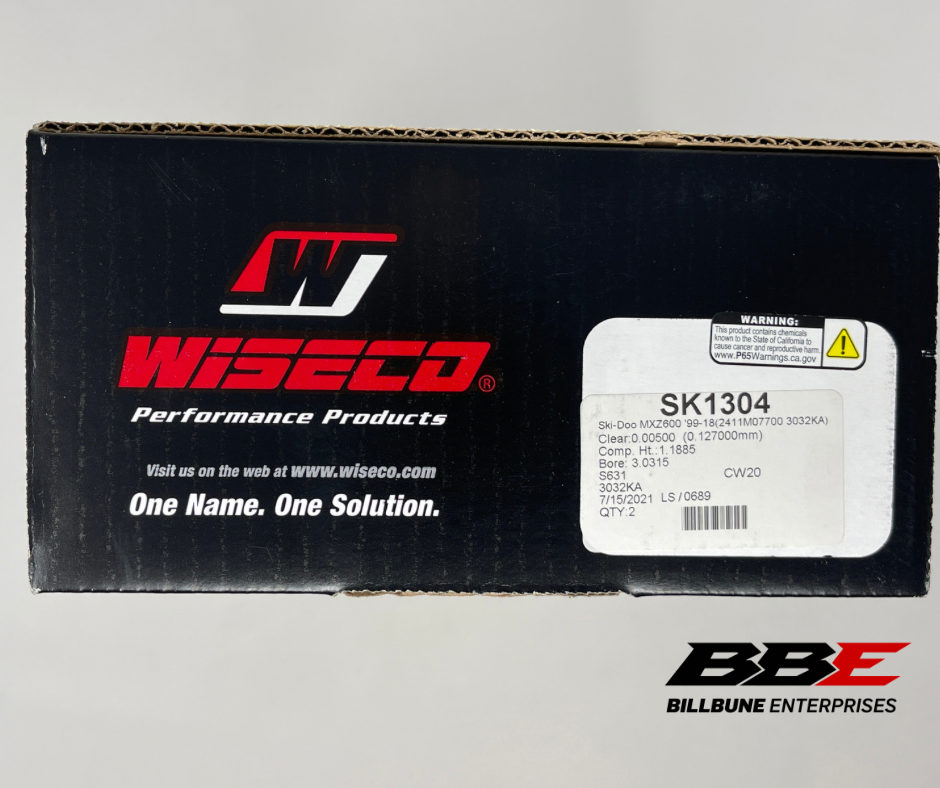 W
WISECO®
Performance Products
Visit us on the web at www.wiseco.com
One Name. One Solution.
WARNING:
This product contains chemicals
known to the State of California to
cause cancer and reproductive harm.
www.P65Warnings.ca.gov
SK1304
Ski-Doo MXZ600 '99-18(2411M07700 3032KA)
Clear:0.00500 (0.127000mm)
Comp. Ht.:1.1885
Bore: 3.0315
S631 CW20
3032KA
7/15/2021 LS / 0689
QTY:2
BBE
BILLBUNE ENTERPRISES